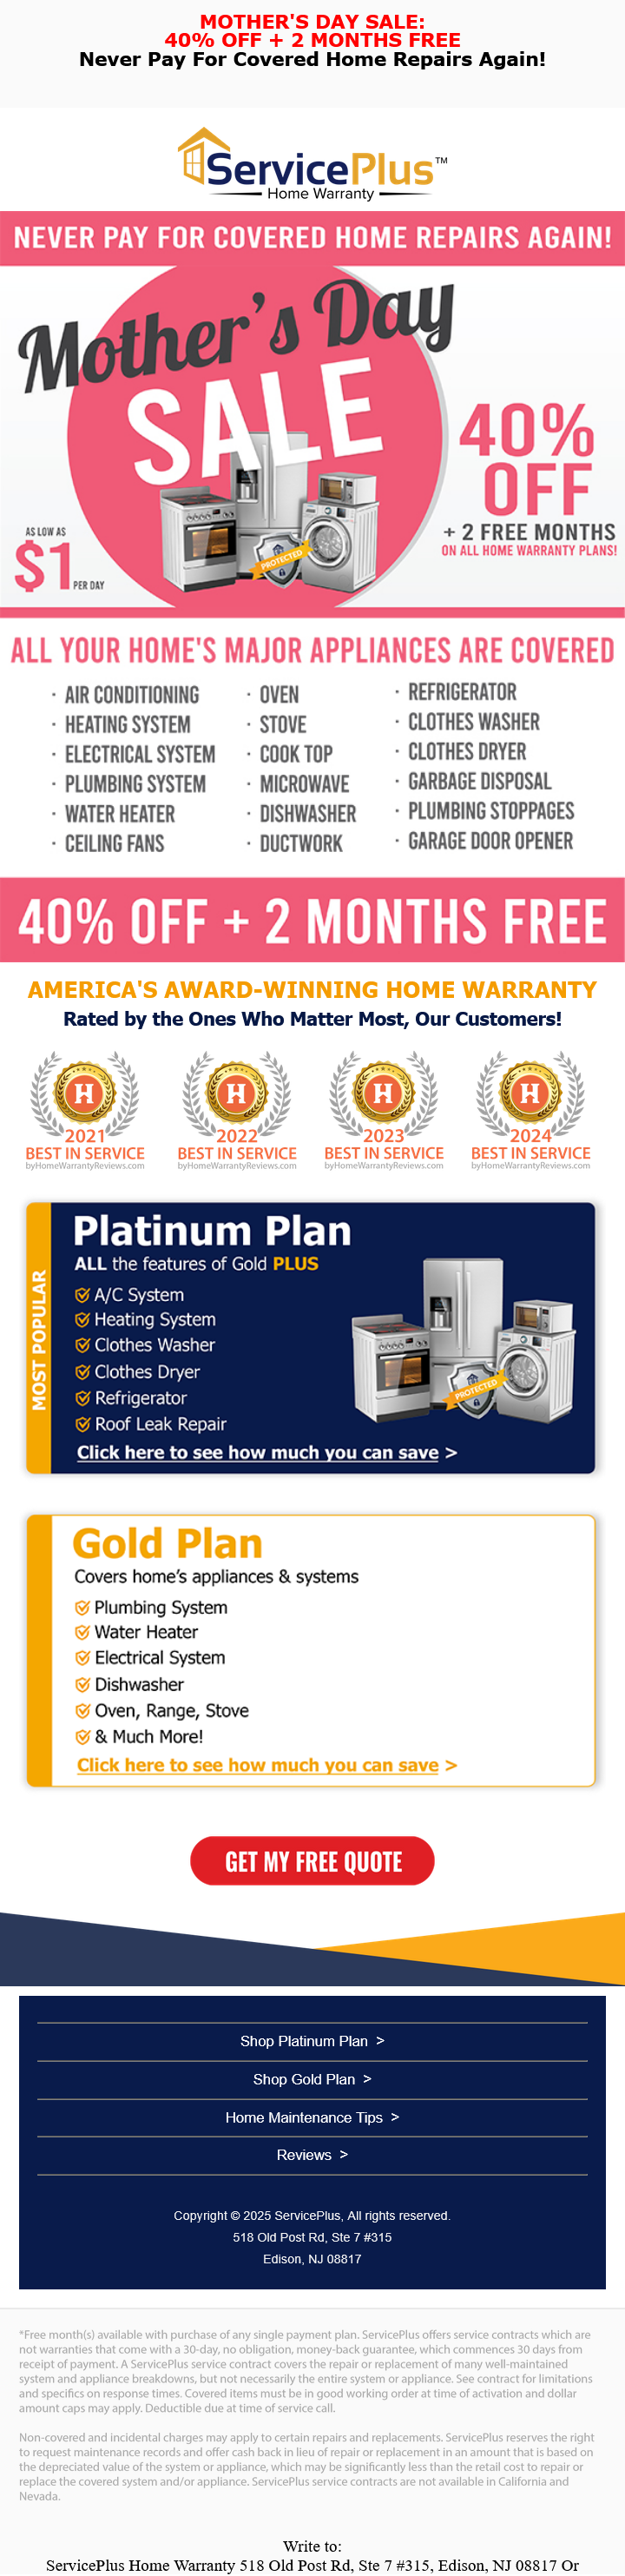 MOTHER'S DAY SALE:
40% OFF + 2 MONTHS FREE
Never Pay For Covered Home Repairs Again!
ServicePlus™
Home Warranty
NEVER PAY FOR COVERED HOME REPAIRS AGAIN!
Mother's Day
SALE
40%
OFF
+ 2 FREE MONTHS
ON ALL HOME WARRANTY PLANS!
AS LOW AS
$1 PER DAY
PROTECTED
ALL YOUR HOME'S MAJOR APPLIANCES ARE COVERED
· AIR CONDITIONING
· HEATING SYSTEM
· ELECTRICAL SYSTEM
· PLUMBING SYSTEM
· WATER HEATER
· CEILING FANS
· OVEN
· STOVE
· COOK TOP
· MICROWAVE
· DISHWASHER
· DUCTWORK
· REFRIGERATOR
· CLOTHES WASHER
· CLOTHES DRYER
· GARBAGE DISPOSAL
· PLUMBING STOPPAGES
· GARAGE DOOR OPENER
40% OFF + 2 MONTHS FREE
AMERICA'S AWARD-WINNING HOME WARRANTY
Rated by the Ones Who Matter Most, Our Customers!
H
2021
BEST IN SERVICE
byHomeWarrantyReviews.com
H
2022
BEST IN SERVICE
byHomeWarrantyReviews.com
H
2023
BEST IN SERVICE
byHomeWarrantyReviews.com
H
2024
BEST IN SERVICE
byHomeWarrantyReviews.com
MOST POPULAR
Platinum Plan
ALL the features of Gold PLUS
A/C System
Heating System
Clothes Washer
Clothes Dryer
Refrigerator
Roof Leak Repair
PROTECTED
Click here to see how much you can save >
Gold Plan
Covers home's appliances & systems
Plumbing System
Water Heater
Electrical System
Dishwasher
Oven, Range, Stove
& Much More!
Click here to see how much you can save >
GET MY FREE QUOTE
Shop Platinum Plan >
Shop Gold Plan >
Home Maintenance Tips >
Reviews >
Copyright © 2025 ServicePlus, All rights reserved.
518 Old Post Rd, Ste 7 #315
Edison, NJ 08817
*Free month(s) available with purchase of any single payment plan. ServicePlus offers service contracts which are
not warranties that come with a 30-day, no obligation, money-back guarantee, which commences 30 days from
receipt of payment. A ServicePlus service contract covers the repair or replacement of many well-maintained
system and appliance breakdowns, but not necessarily the entire system or appliance. See contract for limitations
and specifics on response times. Covered items must be in good working order at time of activation and dollar
amount caps may apply. Deductible due at time of service call.
Non-covered and incidental charges may apply to certain repairs and replacements. ServicePlus reserves the right
to request maintenance records and offer cash back in lieu of repair or replacement in an amount that is based on
the depreciated value of the system or appliance, which may be significantly less than the retail cost to repair or
replace the covered system and/or appliance. ServicePlus service contracts are not available in California and
Nevada.
Write to:
ServicePlus Home Warranty 518 Old Post Rd, Ste 7 #315, Edison, NJ 08817 Or